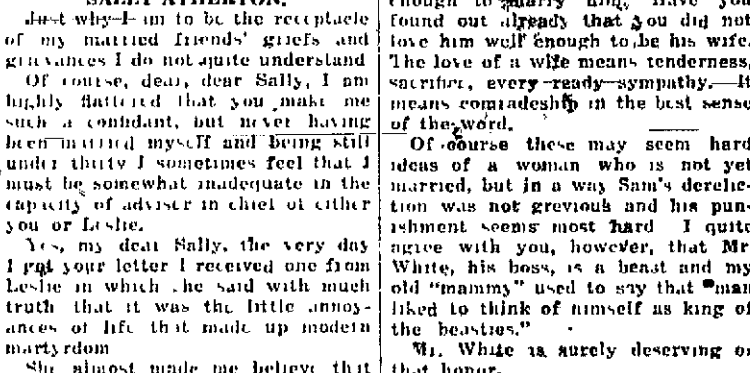 SALLY ATHERTON.
Just why I am to be the receptacle
of my married friends' griefs and
grievances I do not quite understand
Of course, dear, dear Sally, I am
highly flattered that you make me
such a confidant, but never having
been married myself and being still
under thirty I sometimes feel that I
must be somewhat inadequate in the
capacity of adviser in chief of either
you or Leslie.
Yes, my dear Sally, the very day
I got your letter I received one from
Leslie in which she said with much
truth that it was the little annoy-
ances of life that made up modern
martyrdom
She almost made me believe that
enough to marry him. Have you
found out already that you did not
love him well enough to be his wife.
The love of a wife means tenderness,
sacrifice, every-ready sympathy. It
means comradeship in the best sense
of the word.
Of course these may seem hard
ideas of a woman who is not yet
married, but in a way Sam's derelic-
tion was not grevious and his pun-
ishment seems most hard I quite
agree with you, however, that Mr
White, his boss, is a beast and my
old "mammy" used to say that "man
liked to think of himself as king of
the beasties."
Mr. White is surely deserving of
that honor.